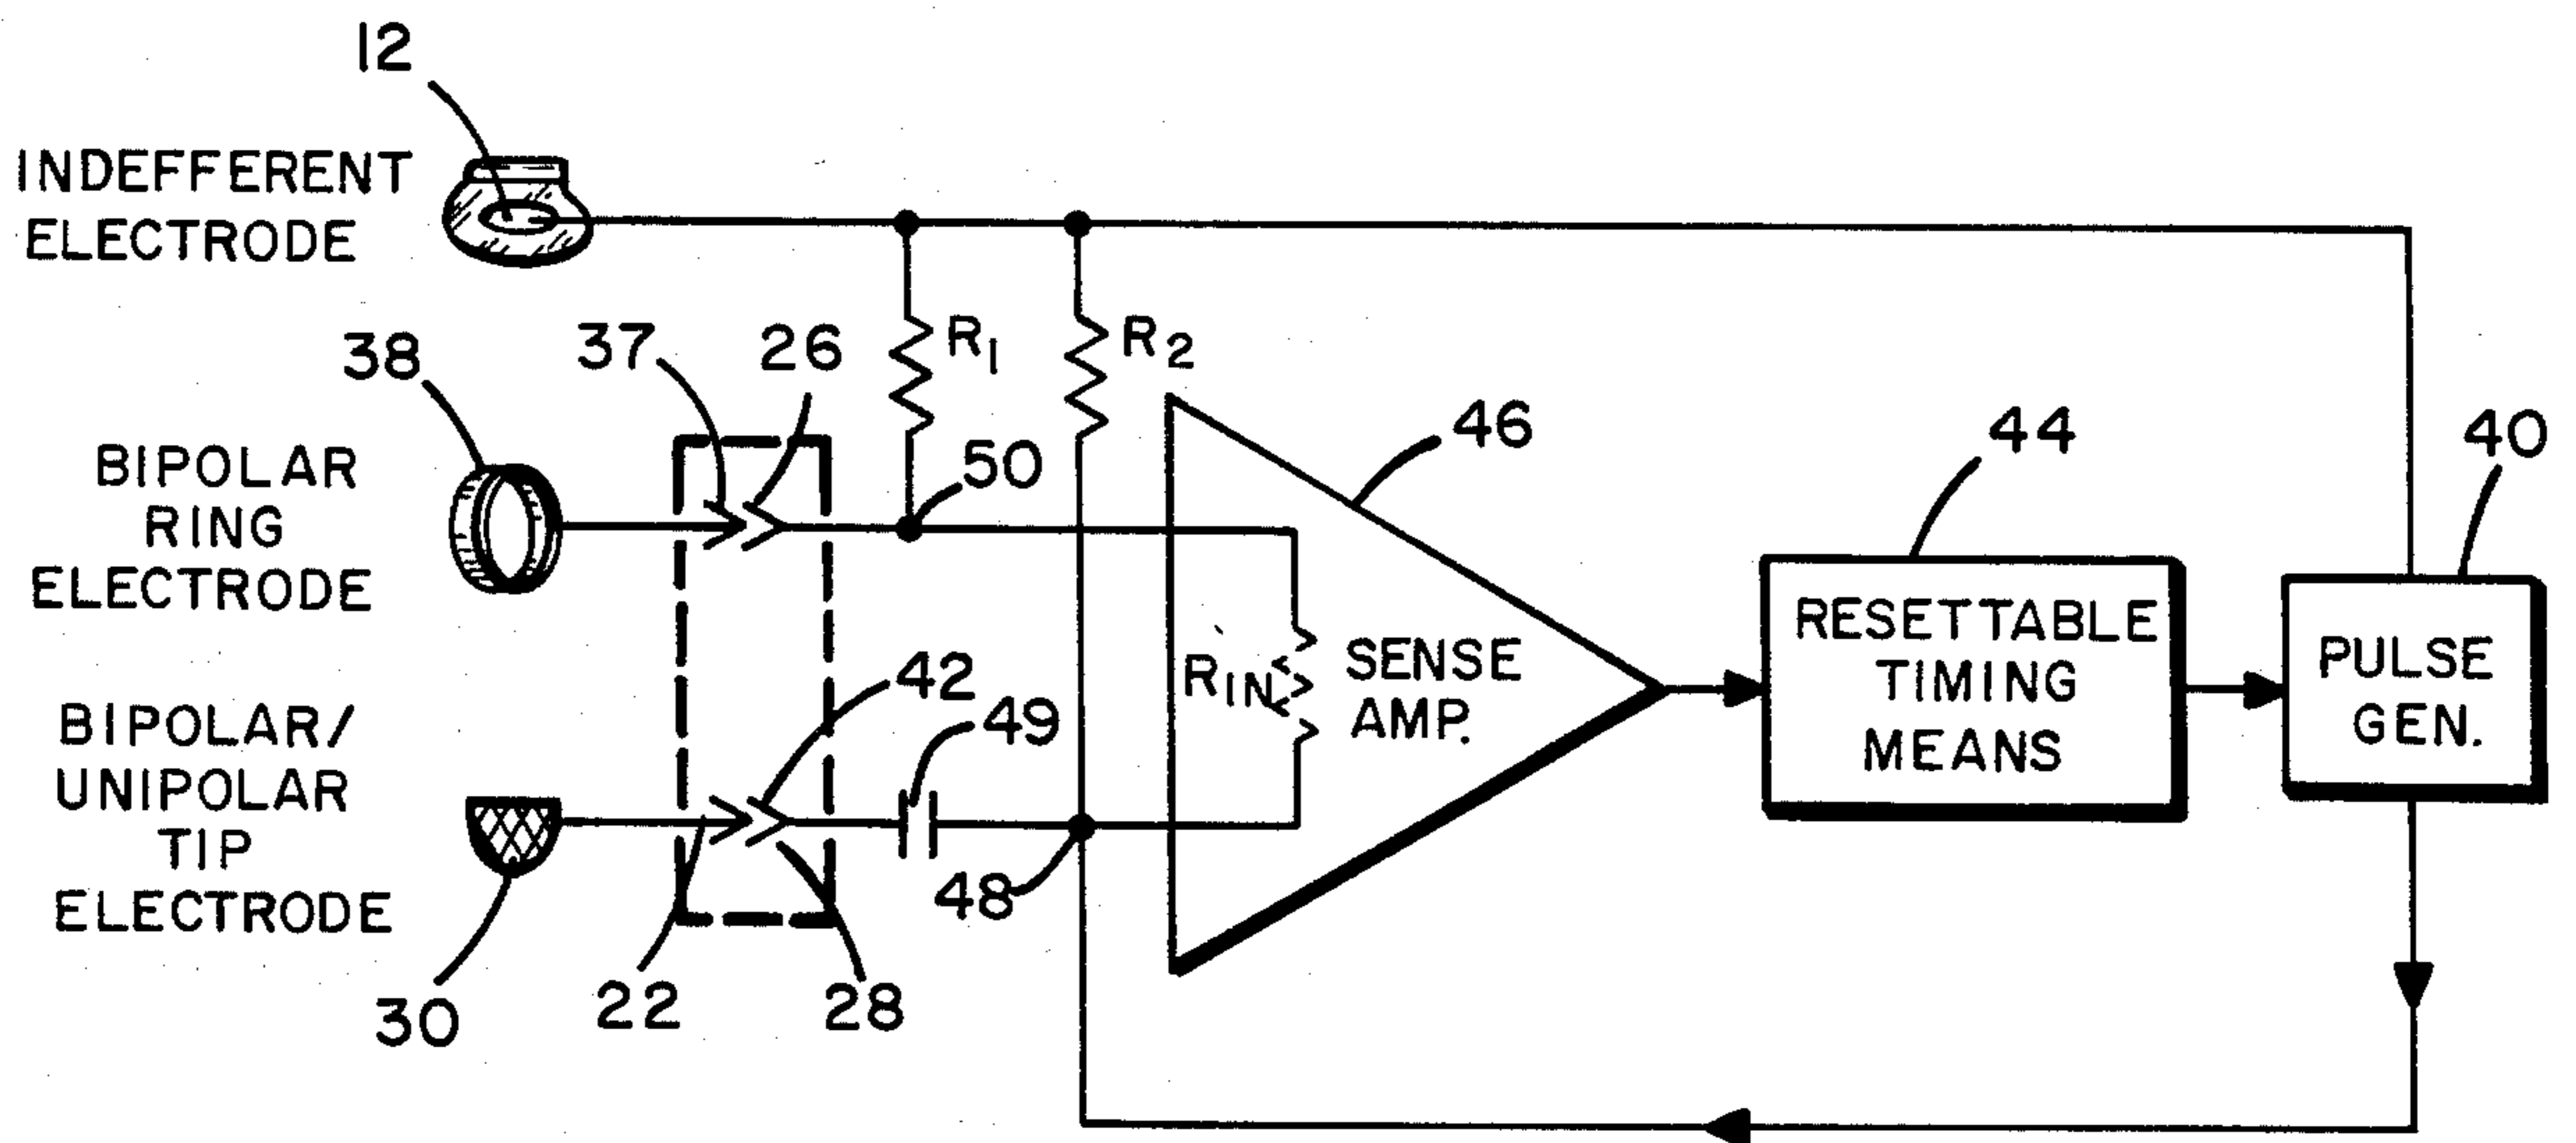 12
INDEFFERENT
ELECTRODE
38
37
26
R1
R2
BIPOLAR
RING
ELECTRODE
50
46
44
40
RESETTABLE
TIMING
MEANS
PULSE
GEN.
RIN
SENSE
AMP.
42
49
BIPOLAR/
UNIPOLAR
TIP
ELECTRODE
48
30
22
28